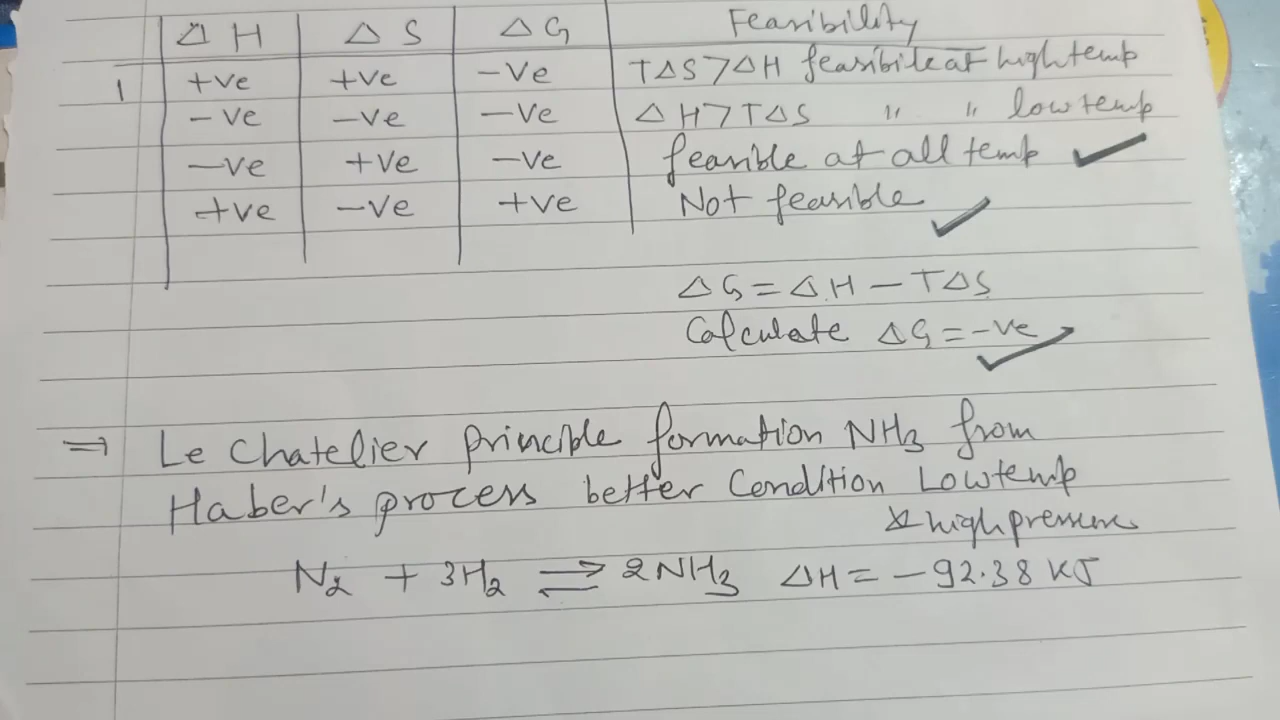 ΔH ΔS ΔG Feasibility
1 +ve +ve -ve TΔS > ΔH feasibile at high temp
-ve -ve -ve ΔH > TΔS " " low temp
-ve +ve -ve feasible at all temp ✓
+ve -ve +ve Not feasible ✓
ΔG = ΔH - TΔS
Calculate ΔG = -ve ✓
⇒ Le Chatelier Principle formation NH3 from
Haber's process better Condition Low temp
& high pressure
N2 + 3H2 ⇌ 2NH3 ΔH = -92.38 KJ